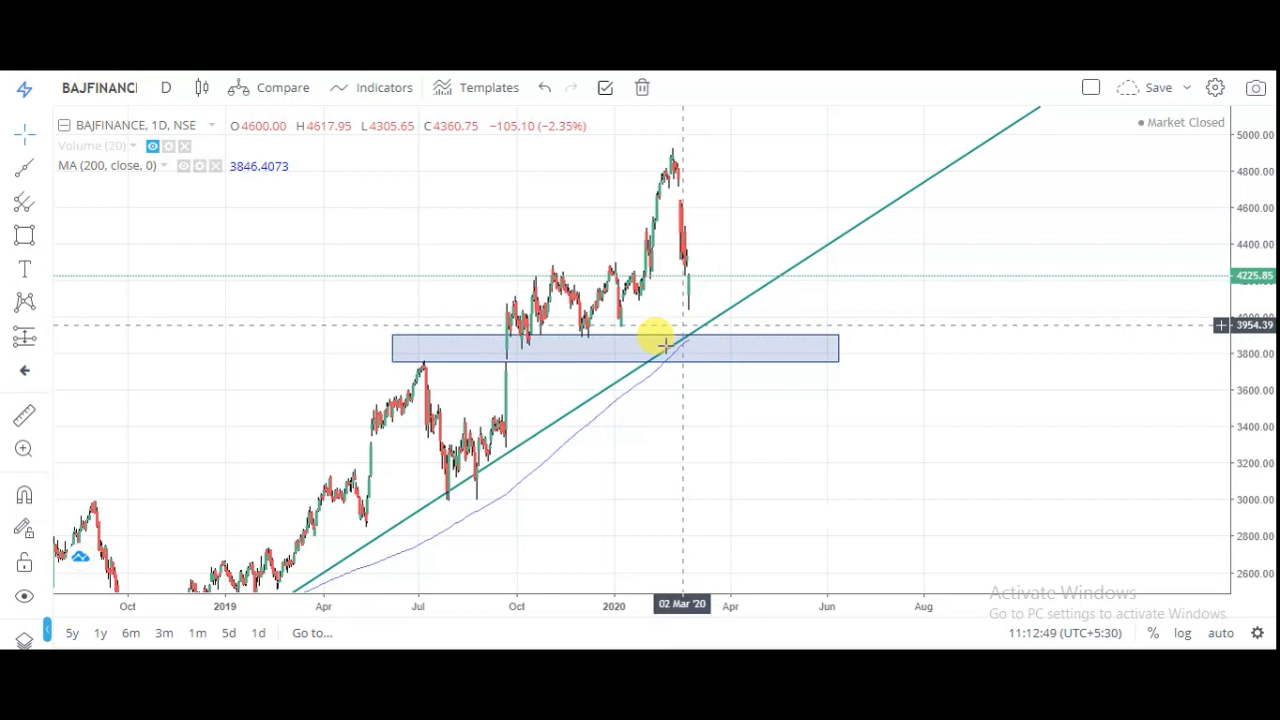 BAJFINANCI D Compare Indicators Templates Save
BAJFINANCE, 1D, NSE O4600.00 H4617.95 L4305.65 C4360.75 −105.10 (−2.35%)
Market Closed
Volume (20)
MA (200, close, 0) 3846.4073
5000.00
4800.00
4600.00
4400.00
4225.85
3954.39
3800.00
3600.00
3400.00
3200.00
3000.00
2800.00
2600.00
Oct 2019 Apr Jul Oct 2020 02 Mar '20 Apr Jun Aug
Activate Windows
Go to PC settings to activate Windows.
5y 1y 6m 3m 1m 5d 1d Go to... 11:12:49 (UTC+5:30) % log auto